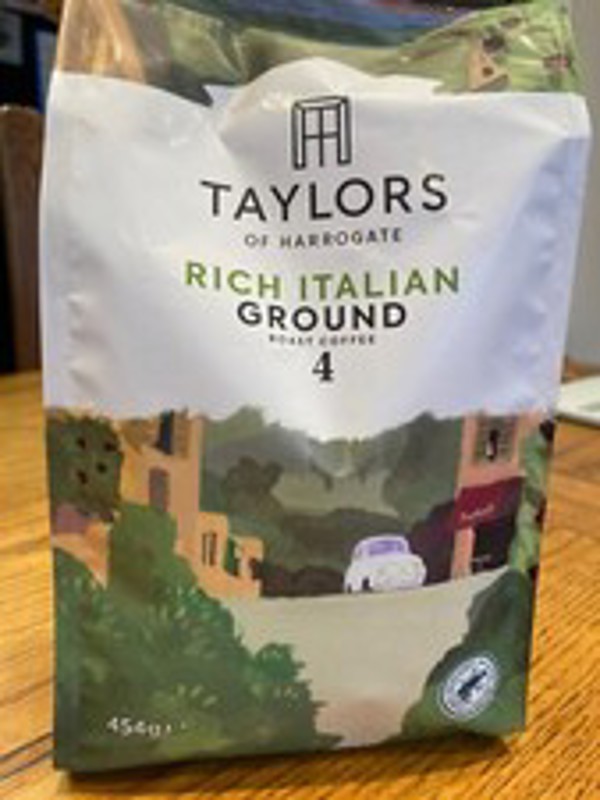 TAYLORS
OF HARROGATE
RICH ITALIAN
GROUND
ROAST COFFEE
4
454g